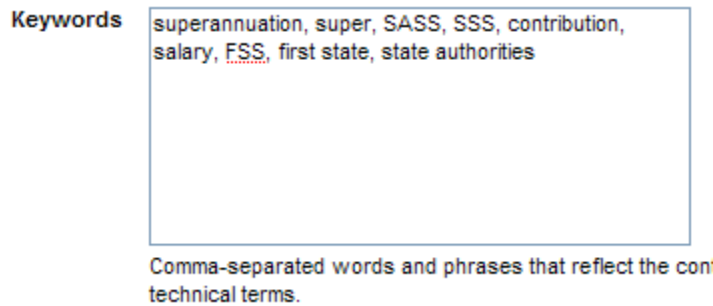 Keywords
superannuation, super, SASS, SSS, contribution,
salary, FSS, first state, state authorities
Comma-separated words and phrases that reflect the
technical terms.